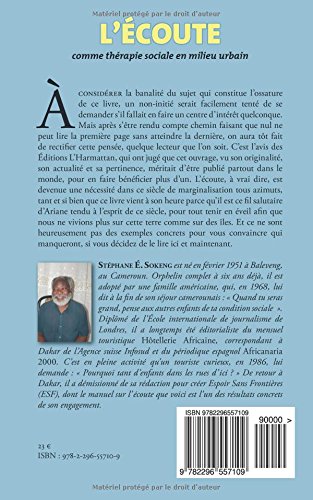 Matériel protégé par le droit d'auteur
L'ÉCOUTE
comme thérapie sociale en milieu urbain
À CONSIDÉRER la banalité du sujet qui constitue l'ossature
de ce livre, un non-initié serait facilement tenté de se
demander s'il fallait en faire un centre d'intérêt quelconque.
Mais après s'être rendu compte chemin faisant que nul ne
peut lire la première page sans atteindre la dernière, on aura tôt fait
de rectifier cette pensée, quelque lecteur que l'on soit. C'est l'avis des
Éditions L'Harmattan, qui ont jugé que cet ouvrage, vu son originalité,
son actualité et sa pertinence, méritait d'être publié partout dans le
monde, pour en faire bénéficier plus d'un. L'écoute, à vrai dire, est
devenue une nécessité dans ce siècle de marginalisation tous azimuts,
tant et si bien que ce livre vient à son heure parce qu'il est ce fil salutaire
d'Ariane tendu à l'esprit de ce siècle, pour tout tenir en éveil afin que
nous ne vivions plus sur cette terre comme sur des îles. Et ce ne sont
heureusement pas des exemples concrets pour vous convaincre qui
manqueront, si vous décidez de le lire ici et maintenant.
STÉPHANE É. SOKENG est né en février 1951 à Baleveng,
au Cameroun. Orphelin complet à six ans déjà, il est
adopté par une famille américaine, qui, en 1968, lui
dit à la fin de son séjour camerounais : « Quand tu seras
grand, pense aux autres enfants de ta condition sociale ».
Diplômé de l'École internationale de journalisme de
Londres, il a longtemps été éditorialiste du mensuel
touristique Hôtellerie Africaine, correspondant à
Dakar de l'Agence suisse Infosud et du périodique espagnol Africanaria
2000. C'est en pleine activité qu'un touriste curieux, en 1986, lui
demande : « Pourquoi tant d'enfants dans les rues d'ici ? » De retour à
Dakar, il a démissionné de sa rédaction pour créer Espoir Sans Frontières
(ESF), dont le manuel sur l'écoute que voici est l'un des résultats concrets
de son engagement.
23 €
ISBN : 978-2-296-55710-9
ISBN 9782296557109
90000 >
9 782296 557109
Matériel protégé par le droit d'auteur